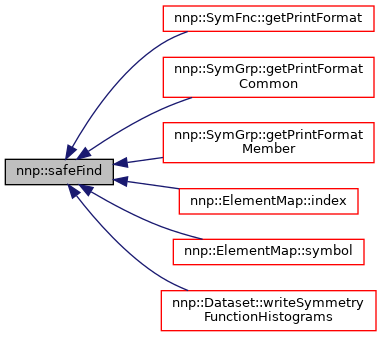 nnp::SymFnc::getPrintFormat
nnp::SymGrp::getPrintFormat
Common
nnp::SymGrp::getPrintFormat
Member
nnp::safeFind
nnp::ElementMap::index
nnp::ElementMap::symbol
nnp::Dataset::writeSymmetry
FunctionHistograms